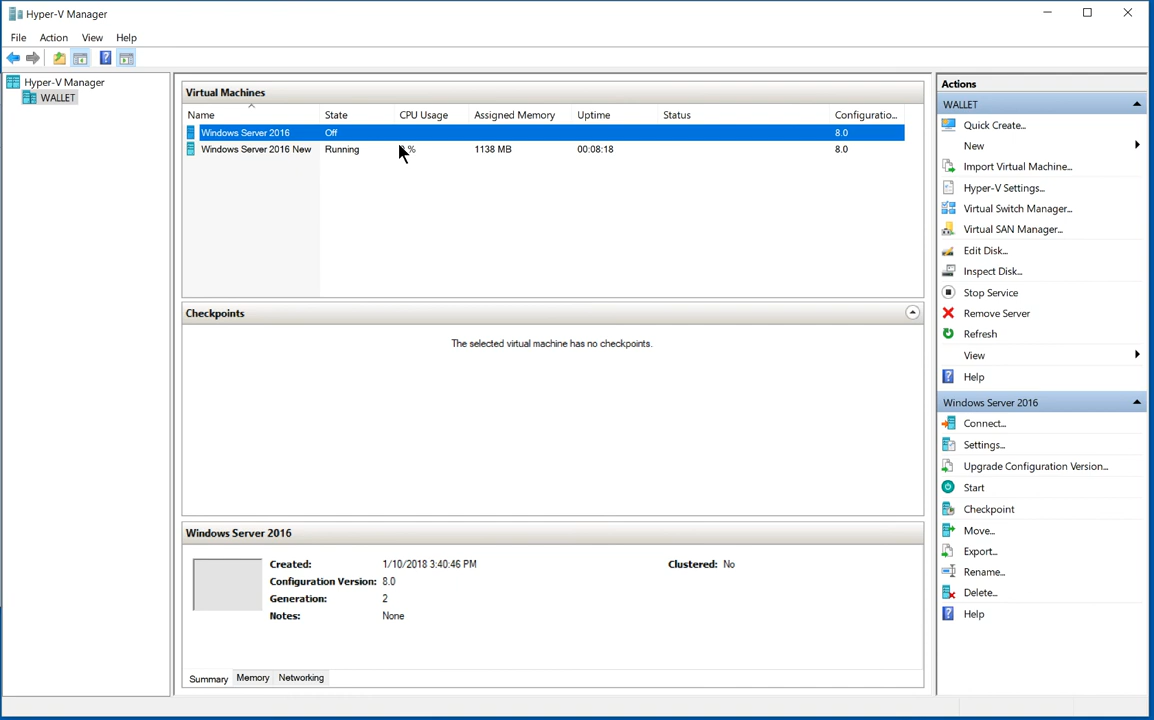 Hyper-V Manager
File Action View Help
Hyper-V Manager
WALLET
Virtual Machines
Name State CPU Usage Assigned Memory Uptime Status Configuratio...
Windows Server 2016 Off 8.0
Windows Server 2016 New Running % 1138 MB 00:08:18 8.0
Checkpoints
The selected virtual machine has no checkpoints.
Windows Server 2016
Created: 1/10/2018 3:40:46 PM Clustered: No
Configuration Version: 8.0
Generation: 2
Notes: None
Summary Memory Networking
Actions
WALLET
Quick Create...
New
Import Virtual Machine...
Hyper-V Settings...
Virtual Switch Manager...
Virtual SAN Manager...
Edit Disk...
Inspect Disk...
Stop Service
Remove Server
Refresh
View
Help
Windows Server 2016
Connect...
Settings...
Upgrade Configuration Version...
Start
Checkpoint
Move...
Export...
Rename...
Delete...
Help